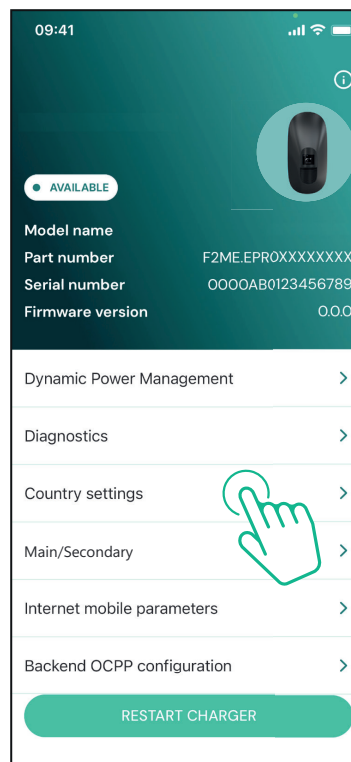 09:41
AVAILABLE
Model name
Part number F2ME.EPR0XXXXXXXX
Serial number 0000AB0123456789
Firmware version 0.0.0
Dynamic Power Management
Diagnostics
Country settings
Main/Secondary
Internet mobile parameters
Backend OCPP configuration
RESTART CHARGER